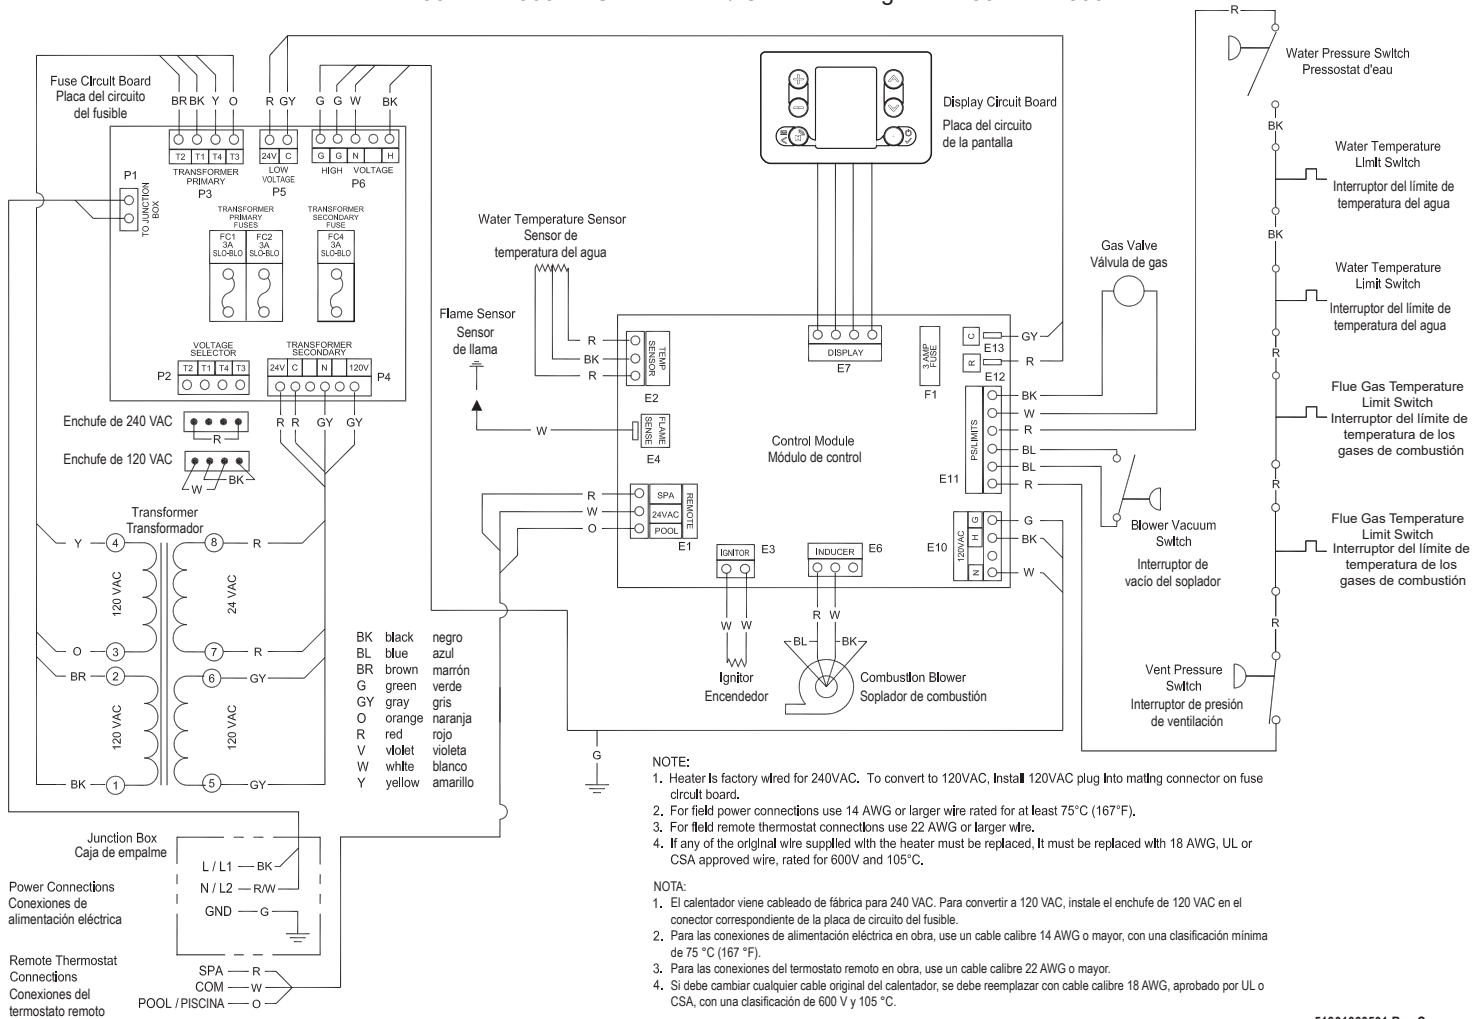 R
Water Pressure Switch
Pressostat d'eau
BK
Water Temperature
Limit Switch
Interruptor del límite de
temperatura del agua
BK
Water Temperature
Limit Switch
Interruptor del límite de
temperatura del agua
R
Flue Gas Temperature
Limit Switch
Interruptor del límite de
temperatura de los
gases de combustión
R
Flue Gas Temperature
Limit Switch
Interruptor del límite de
temperatura de los
gases de combustión
R
Vent Pressure
Switch
Interruptor de presión
de ventilación
Fuse Circuit Board
Placa del circuito
del fusible
BR BK Y O
R GY
G G W BK
T2 T1 T4 T3
TRANSFORMER
PRIMARY
P3
24V C
LOW
VOLTAGE
P5
G G N H
HIGH VOLTAGE
P6
P1
TO JUNCTION
BOX
TRANSFORMER
PRIMARY
FUSES
FC1
3A
SLO-BLO
FC2
3A
SLO-BLO
TRANSFORMER
SECONDARY
FUSE
FC4
3A
SLO-BLO
VOLTAGE
SELECTOR
P2
T2 T1 T4 T3
TRANSFORMER
SECONDARY
24V C N 120V
P4
R R GY GY
Enchufe de 240 VAC
R
Enchufe de 120 VAC
W
BK
Transformer
Transformador
Y 4
8 R
120 VAC
24 VAC
O 3
7 R
BR 2
6 GY
120 VAC
120 VAC
BK 1
5 GY
Display Circuit Board
Placa del circuito
de la pantalla
Water Temperature Sensor
Sensor de
temperatura del agua
Flame Sensor
Sensor
de llama
W
R
BK
R
TEMP
SENSOR
E2
FLAME
SENSE
E4
R
W
O
SPA
24VAC
POOL
REMOTE
E1
DISPLAY
E7
3 AMP
FUSE
F1
C
E13
GY
R
E12
R
Control Module
Módulo de control
PS/LIMITS
E11
BK
W
R
BL
BL
R
Gas Valve
Válvula de gas
Blower Vacuum
Switch
Interruptor de
vacío del soplador
E10
120VAC
G
H
N
G
BK
W
IGNITOR
E3
W W
Ignitor
Encendedor
INDUCER
E6
R W
BL
BK
Combustion Blower
Soplador de combustión
G
BK black negro
BL blue azul
BR brown marrón
G green verde
GY gray gris
O orange naranja
R red rojo
V violet violeta
W white blanco
Y yellow amarillo
Junction Box
Caja de empalme
Power Connections
Conexiones de
alimentación eléctrica
L / L1 BK
N / L2 R/W
GND G
Remote Thermostat
Connections
Conexiones del
termostato remoto
SPA R
COM W
POOL / PISCINA O
NOTE:
1. Heater is factory wired for 240VAC. To convert to 120VAC, install 120VAC plug into mating connector on fuse
circuit board.
2. For field power connections use 14 AWG or larger wire rated for at least 75°C (167°F).
3. For field remote thermostat connections use 22 AWG or larger wire.
4. If any of the original wire supplied with the heater must be replaced, it must be replaced with 18 AWG, UL or
CSA approved wire, rated for 600V and 105°C.
NOTA:
1. El calentador viene cableado de fábrica para 240 VAC. Para convertir a 120 VAC, instale el enchufe de 120 VAC en el
conector correspondiente de la placa de circuito del fusible.
2. Para las conexiones de alimentación eléctrica en obra, use un cable calibre 14 AWG o mayor, con una clasificación mínima
de 75 °C (167 °F).
3. Para las conexiones del termostato remoto en obra, use un cable calibre 22 AWG o mayor.
4. Si debe cambiar cualquier cable original del calentador, se debe reemplazar con cable calibre 18 AWG, aprobado por UL o
CSA, con una clasificación de 600 V y 105 °C.